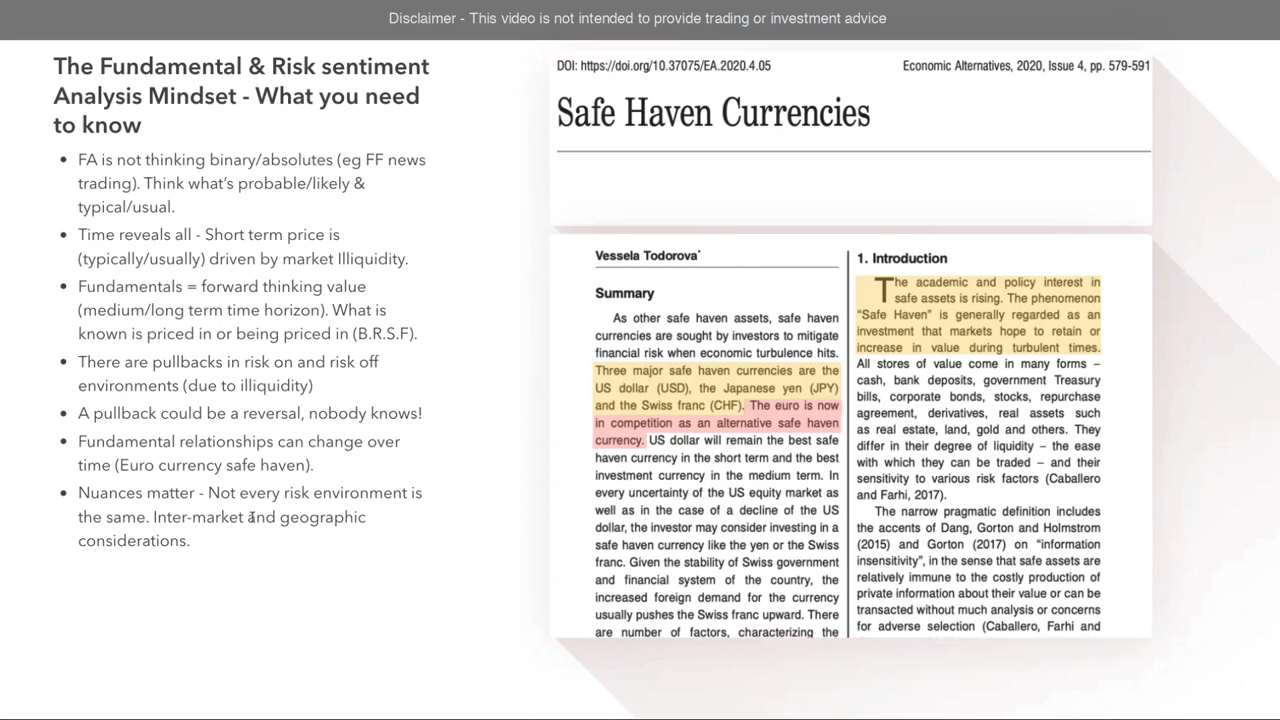 Disclaimer - This video is not intended to provide trading or investment advice
The Fundamental & Risk sentiment
Analysis Mindset - What you need
to know
• FA is not thinking binary/absolutes (eg FF news
trading). Think what's probable/likely &
typical/usual.
• Time reveals all - Short term price is
(typically/usually) driven by market Illiquidity.
• Fundamentals = forward thinking value
(medium/long term time horizon). What is
known is priced in or being priced in (B.R.S.F).
• There are pullbacks in risk on and risk off
environments (due to illiquidity)
• A pullback could be a reversal, nobody knows!
• Fundamental relationships can change over
time (Euro currency safe haven).
• Nuances matter - Not every risk environment is
the same. Inter-market and geographic
considerations.
DOI: https://doi.org/10.37075/EA.2020.4.05
Economic Alternatives, 2020, Issue 4, pp. 579-591
Safe Haven Currencies
Vessela Todorova*
Summary
As other safe haven assets, safe haven
currencies are sought by investors to mitigate
financial risk when economic turbulence hits.
Three major safe haven currencies are the
US dollar (USD), the Japanese yen (JPY)
and the Swiss franc (CHF). The euro is now
in competition as an alternative safe haven
currency. US dollar will remain the best safe
haven currency in the short term and the best
investment currency in the medium term. In
every uncertainty of the US equity market as
well as in the case of a decline of the US
dollar, the investor may consider investing in a
safe haven currency like the yen or the Swiss
franc. Given the stability of Swiss government
and financial system of the country, the
increased foreign demand for the currency
usually pushes the Swiss franc upward. There
are number of factors, characterizing the
1. Introduction
The academic and policy interest in
safe assets is rising. The phenomenon
“Safe Haven” is generally regarded as an
investment that markets hope to retain or
increase in value during turbulent times.
All stores of value come in many forms –
cash, bank deposits, government Treasury
bills, corporate bonds, stocks, repurchase
agreement, derivatives, real assets such
as real estate, land, gold and others. They
differ in their degree of liquidity – the ease
with which they can be traded – and their
sensitivity to various risk factors (Caballero
and Farhi, 2017).
The narrow pragmatic definition includes
the accents of Dang, Gorton and Holmstrom
(2015) and Gorton (2017) on “information
insensitivity”, in the sense that safe assets are
relatively immune to the costly production of
private information about their value or can be
transacted without much analysis or concerns
for adverse selection (Caballero, Farhi and